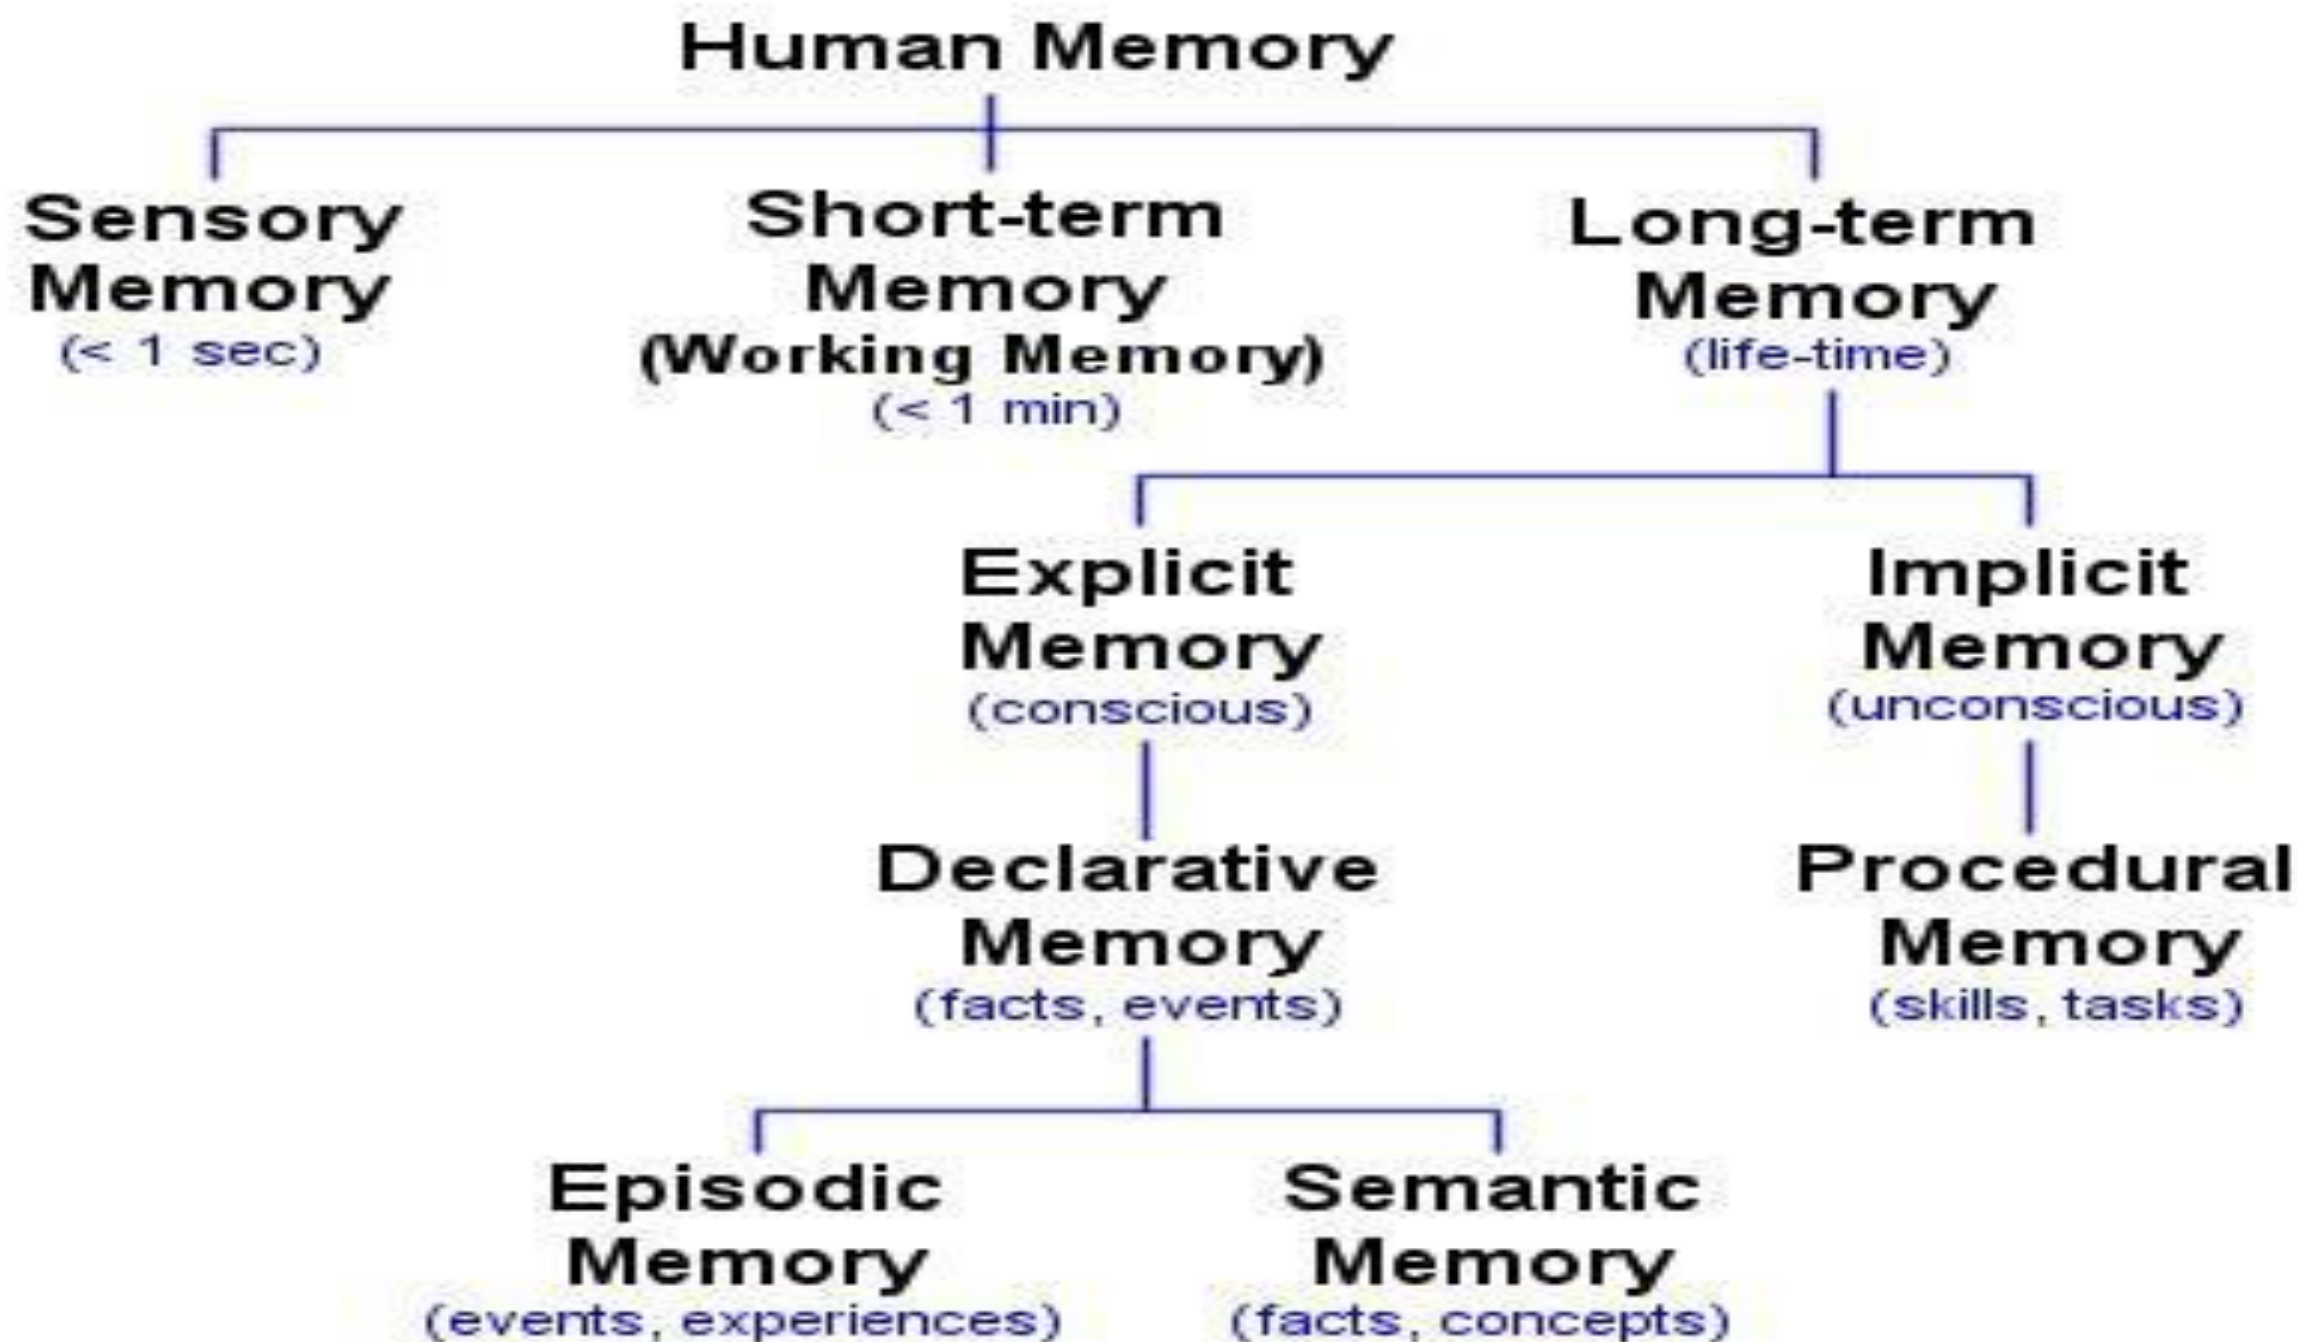 Human Memory
Sensory
Memory
(< 1 sec)
Short-term
Memory
(Working Memory)
(< 1 min)
Long-term
Memory
(life-time)
Explicit
Memory
(conscious)
Implicit
Memory
(unconscious)
Declarative
Memory
(facts, events)
Procedural
Memory
(skills, tasks)
Episodic
Memory
(events, experiences)
Semantic
Memory
(facts, concepts)